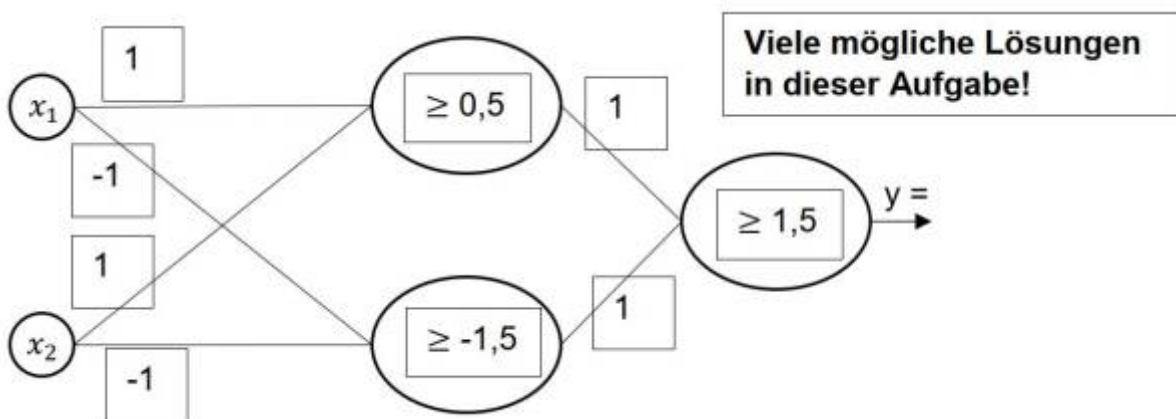 Viele mögliche Lösungen
in dieser Aufgabe!
1
x₁
≥ 0,5
1
-1
y =
≥ 1,5
1
1
x₂
≥ -1,5
-1